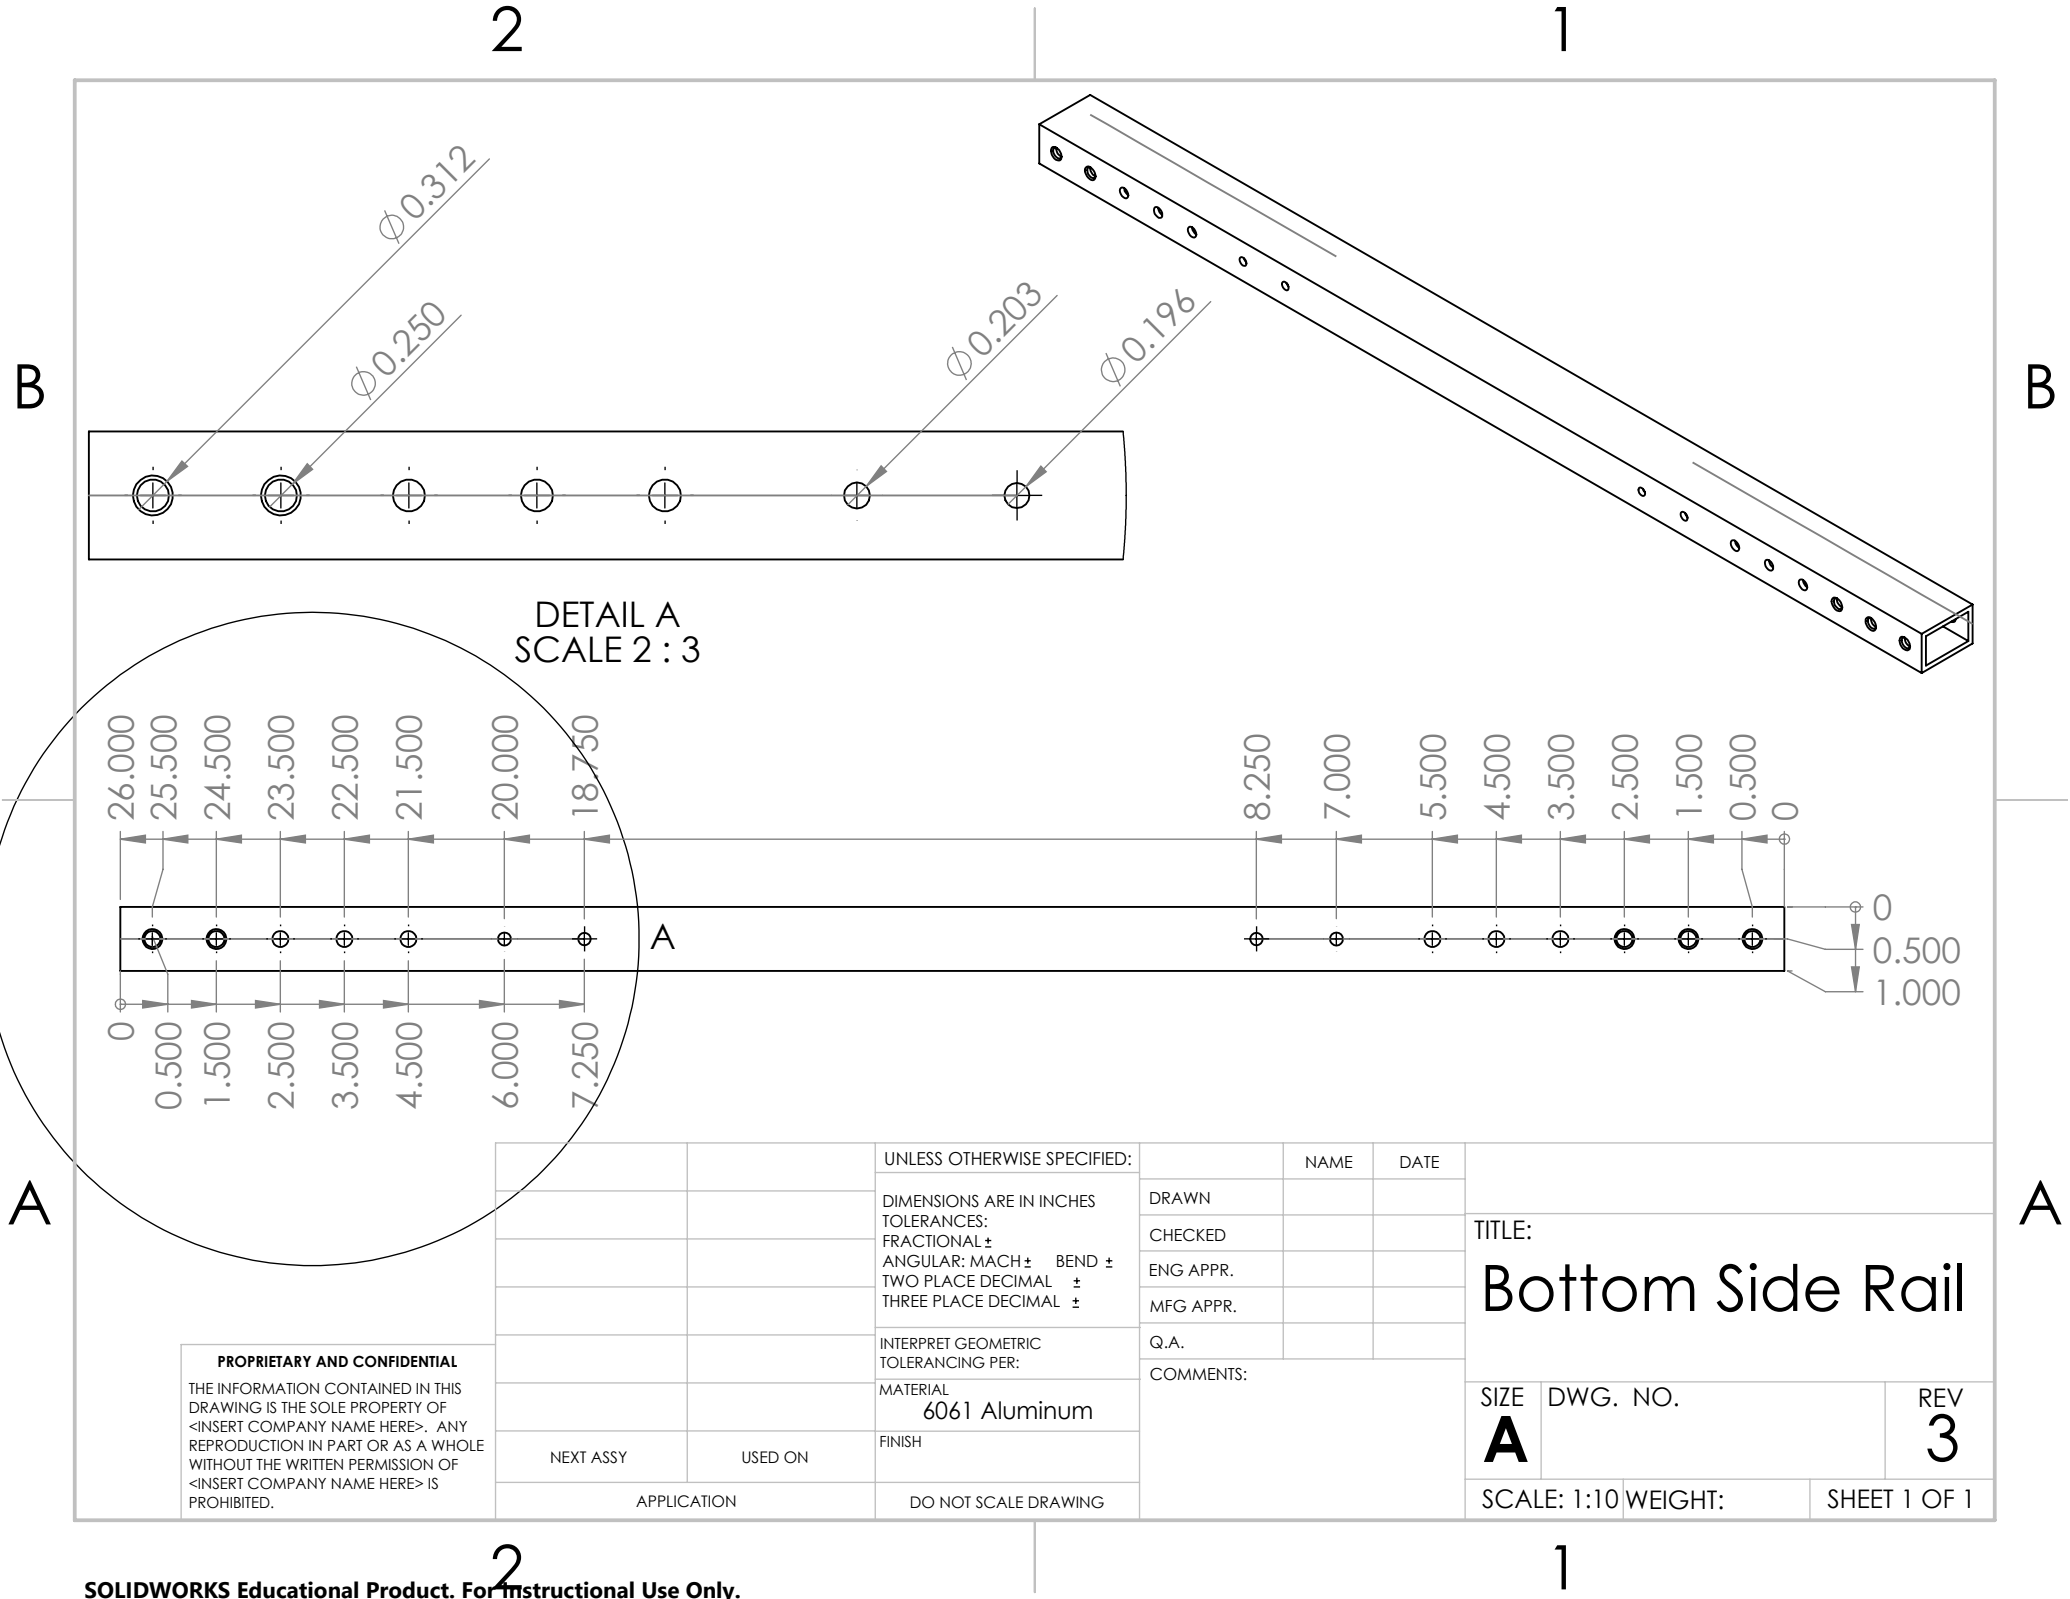 2
1
B
B
⌀0.312
⌀0.250
⌀0.203
⌀0.196
DETAIL A
SCALE 2 : 3
26.000
25.500
24.500
23.500
22.500
21.500
20.000
18.750
8.250
7.000
5.500
4.500
3.500
2.500
1.500
0.500
0
A
0
0.500
1.000
0
0.500
1.500
2.500
3.500
4.500
6.000
7.250
A
A
UNLESS OTHERWISE SPECIFIED:
DIMENSIONS ARE IN INCHES
TOLERANCES:
FRACTIONAL ±
ANGULAR: MACH ± BEND ±
TWO PLACE DECIMAL ±
THREE PLACE DECIMAL ±
INTERPRET GEOMETRIC
TOLERANCING PER:
MATERIAL
6061 Aluminum
FINISH
DO NOT SCALE DRAWING
NAME DATE
DRAWN
CHECKED
ENG APPR.
MFG APPR.
Q.A.
COMMENTS:
TITLE:
Bottom Side Rail
SIZE DWG. NO. REV
A 3
SCALE: 1:10 WEIGHT: SHEET 1 OF 1
PROPRIETARY AND CONFIDENTIAL
THE INFORMATION CONTAINED IN THIS
DRAWING IS THE SOLE PROPERTY OF
<INSERT COMPANY NAME HERE>. ANY
REPRODUCTION IN PART OR AS A WHOLE
WITHOUT THE WRITTEN PERMISSION OF
<INSERT COMPANY NAME HERE> IS
PROHIBITED.
NEXT ASSY USED ON
APPLICATION
2
1
SOLIDWORKS Educational Product. For Instructional Use Only.